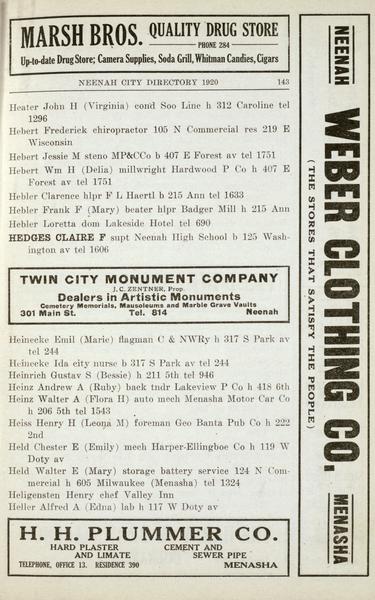 MARSH BROS. QUALITY DRUG STORE
PHONE 284
Up-to-date Drug Store; Camera Supplies, Soda Grill, Whitman Candies, Cigars
NEENAH CITY DIRECTORY 1920 143
Heater John H (Virginia) cond Soo Line h 312 Caroline tel
1296
Hebert Frederick chiropractor 105 N Commercial res 219 E
Wisconsin
Hebert Jessie M steno MP&CCo b 407 E Forest av tel 1751
Hebert Wm H (Delia) millwright Hardwood P Co h 407 E
Forest av tel 1751
Hebler Clarence hlpr F L Haertl b 215 Ann tel 1633
Hebler Frank F (Mary) beater hlpr Badger Mill h 215 Ann
Hebler Loretta dom Lakeside Hotel tel 690
HEDGES CLAIRE F supt Neenah High School b 125 Wash-
ington av tel 1606
TWIN CITY MONUMENT COMPANY
J. C. ZENTNER, Prop.
Dealers in Artistic Monuments
Cemetery Memorials, Mausoleums and Marble Grave Vaults
301 Main St. Tel. 814 Neenah
Heinecke Emil (Marie) flagman C & NWRy h 317 S Park av
tel 244
Heinecke Ida city nurse b 317 S Park av tel 244
Heinrich Gustav S (Bessie) h 211 5th tel 946
Heinz Andrew A (Ruby) back tndr Lakeview P Co h 418 6th
Heinz Walter A (Flora H) auto mech Menasha Motor Car Co
h 206 5th tel 1543
Heiss Henry H (Leona M) foreman Geo Banta Pub Co h 222
2nd
Held Chester E (Emily) mech Harper-Ellingboe Co h 119 W
Doty av
Held Walter E (Mary) storage battery service 124 N Com-
mercial h 605 Milwaukee (Menasha) tel 1324
Heligensten Henry chef Valley Inn
Heller Alfred A (Edna) lab h 117 W Doty av
H. H. PLUMMER CO.
HARD PLASTER CEMENT AND
AND LIMATE SEWER PIPE
TELEPHONE, OFFICE 13. RESIDENCE 390 MENASHA
NEENAH WEBER CLOTHING CO. MENASHA
(THE STORES THAT SATISFY THE PEOPLE)